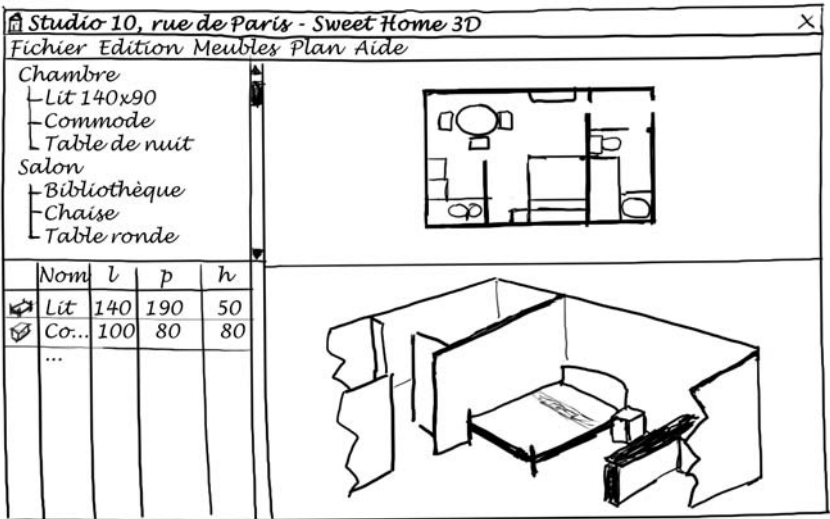 Studio 10, rue de Paris - Sweet Home 3D X
Fichier Edition Meubles Plan Aide
Chambre
Lit 140x90
Commode
Table de nuit
Salon
Bibliothèque
Chaise
Table ronde
Nom l p h
Lit 140 190 50
Co... 100 80 80
...